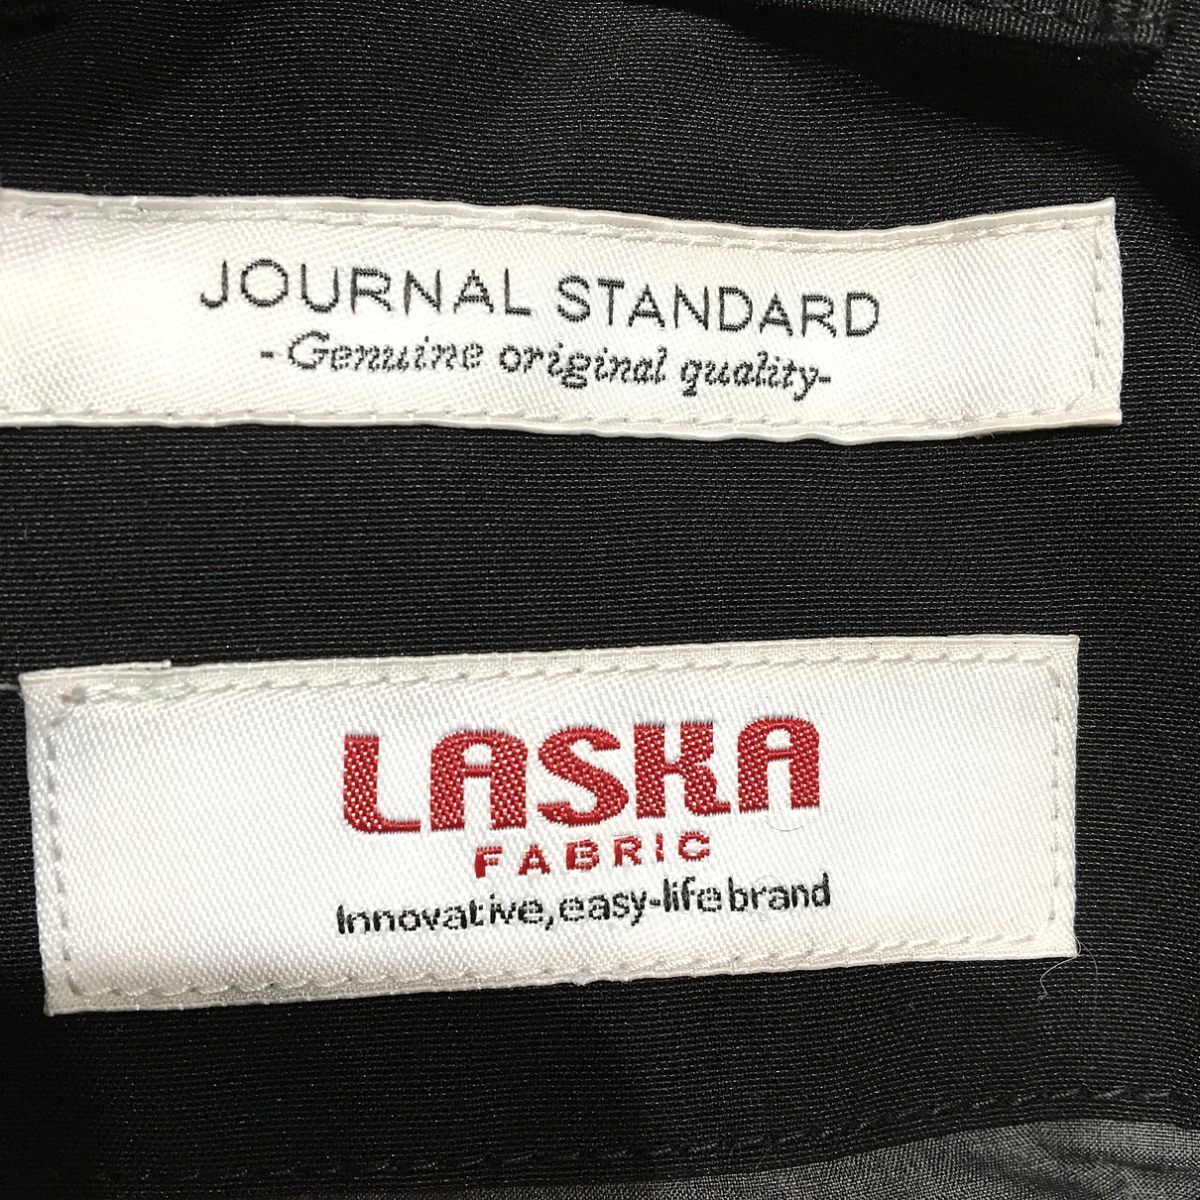 JOURNAL STANDARD
-Genuine original quality-
LASKA
FABRIC
Innovative, easy-life brand